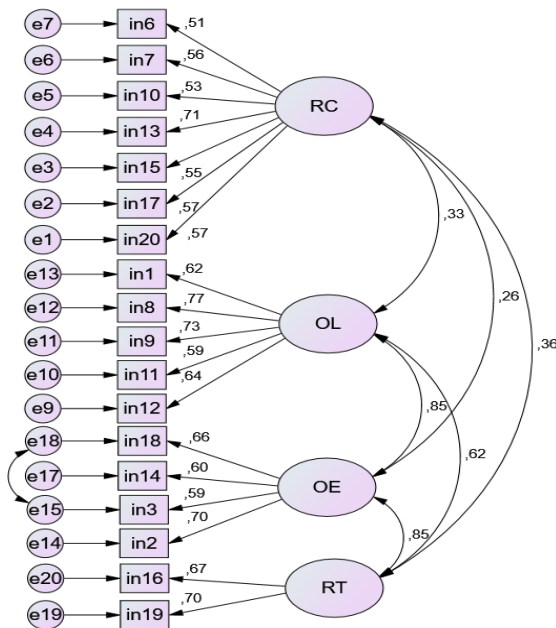 e7 in6 ,51
e6 in7 ,56
e5 in10 ,53
RC
e4 in13 ,71
e3 in15 ,55
e2 in17 ,57
e1 in20 ,57
,33
e13 in1 ,62
e12 in8 ,77
,26
OL
e11 in9 ,73
,36
e10 in11 ,59
e9 in12 ,64
,85
e18 in18 ,66
,62
e17 in14 ,60
OE
e15 in3 ,59
e14 in2 ,70
,85
e20 in16 ,67
RT
e19 in19 ,70